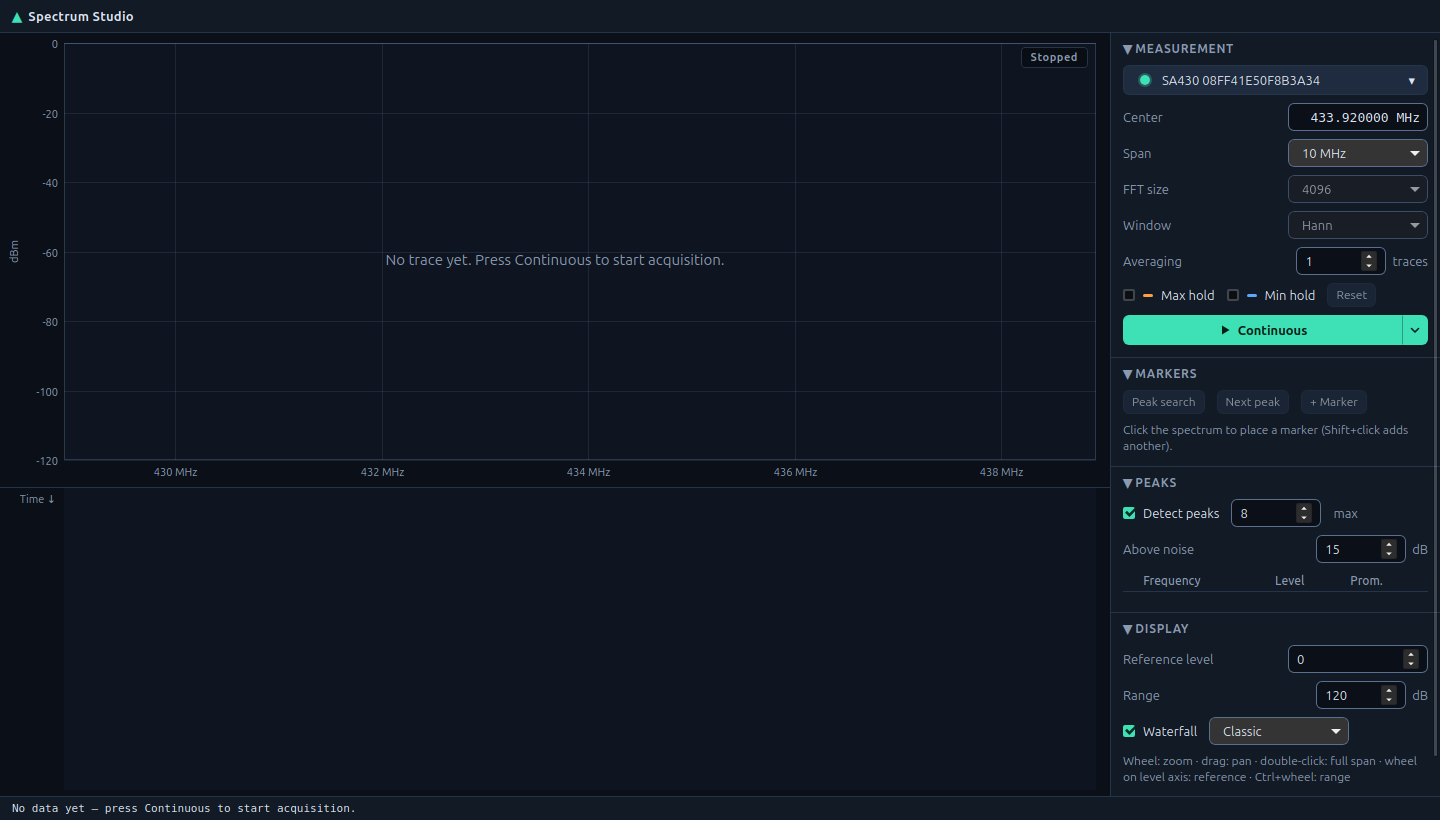 ▲ Spectrum Studio
0
Stopped
-20
-40
dBm
-60
No trace yet. Press Continuous to start acquisition.
-80
-100
-120
430 MHz 432 MHz 434 MHz 436 MHz 438 MHz
Time ↓
▼ MEASUREMENT
SA430 08FF41E50F8B3A34 ▼
Center 433.920000 MHz
Span 10 MHz
FFT size 4096
Window Hann
Averaging 1 traces
Max hold Min hold Reset
▶ Continuous
▼ MARKERS
Peak search Next peak + Marker
Click the spectrum to place a marker (Shift+click adds
another).
▼ PEAKS
Detect peaks 8 max
Above noise 15 dB
Frequency Level Prom.
▼ DISPLAY
Reference level 0
Range 120 dB
Waterfall Classic
Wheel: zoom · drag: pan · double-click: full span · wheel
on level axis: reference · Ctrl+wheel: range
No data yet — press Continuous to start acquisition.